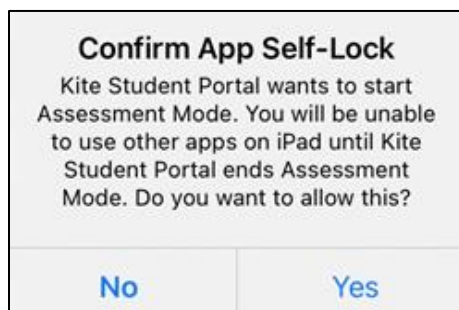 Confirm App Self-Lock
Kite Student Portal wants to start
Assessment Mode. You will be unable
to use other apps on iPad until Kite
Student Portal ends Assessment
Mode. Do you want to allow this?
No
Yes